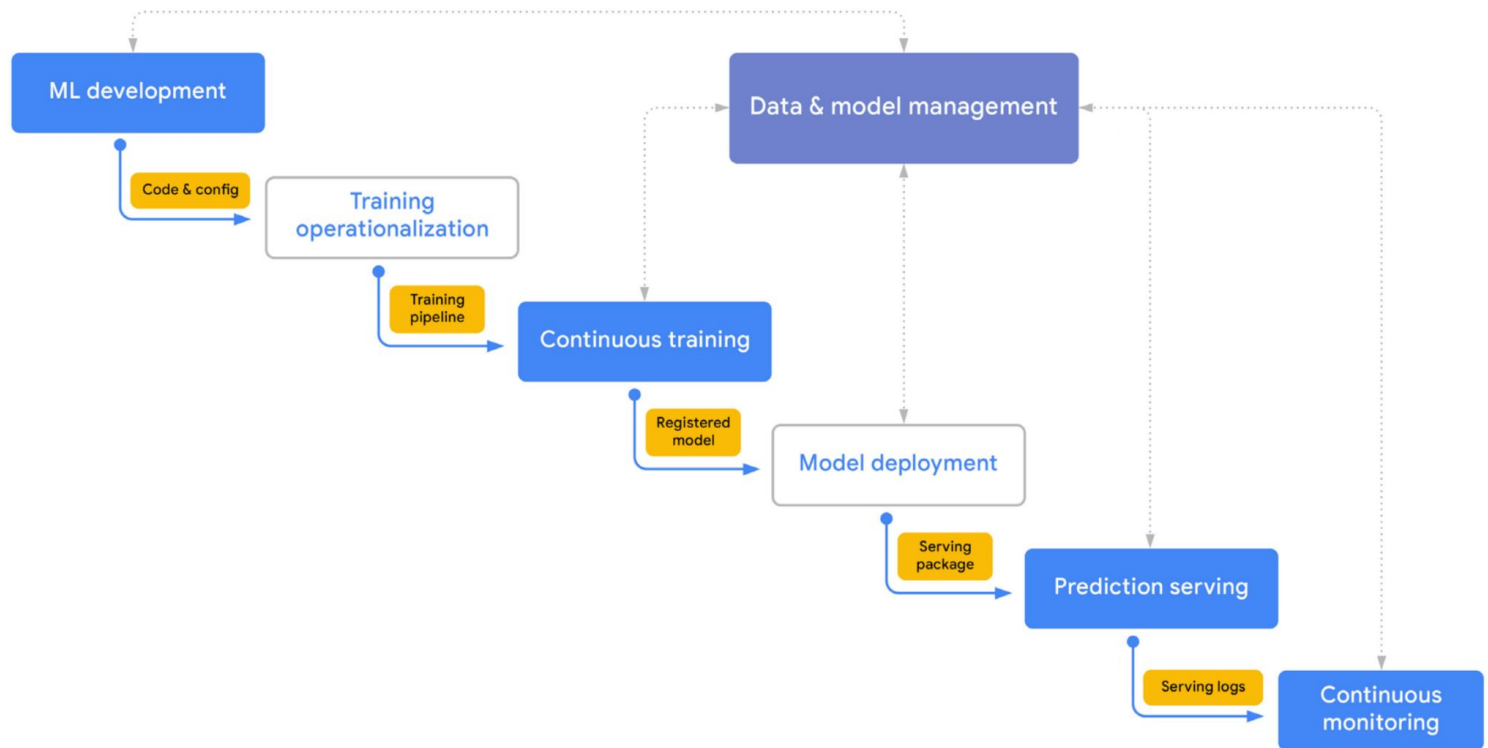 ML development
Data & model management
Code & config
Training
operationalization
Training
pipeline
Continuous training
Registered
model
Model deployment
Serving
package
Prediction serving
Serving logs
Continuous
monitoring